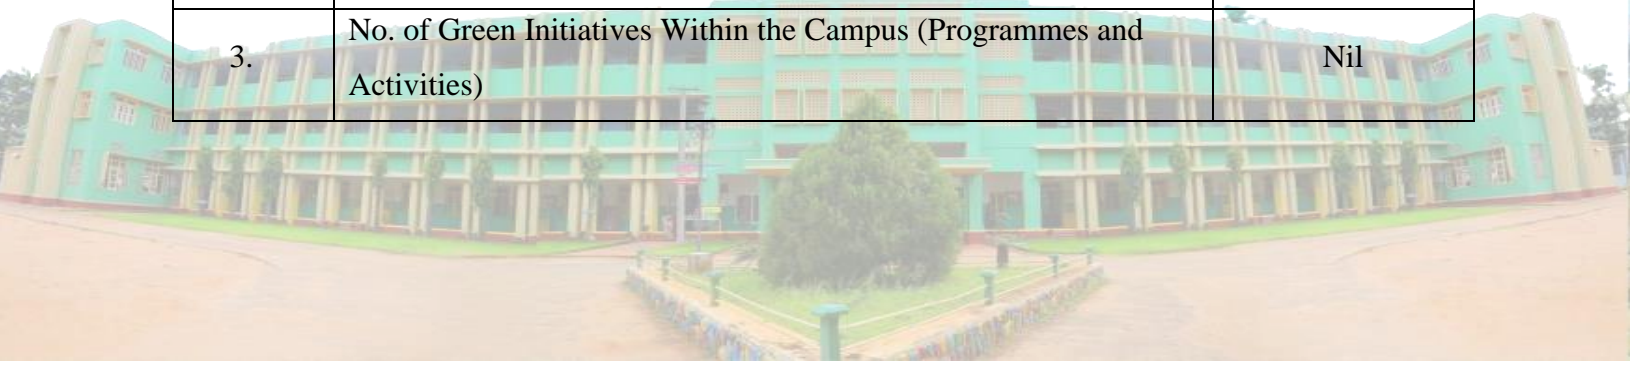 No. of Green Initiatives Within the Campus (Programmes and
3.
Nil
Activities)